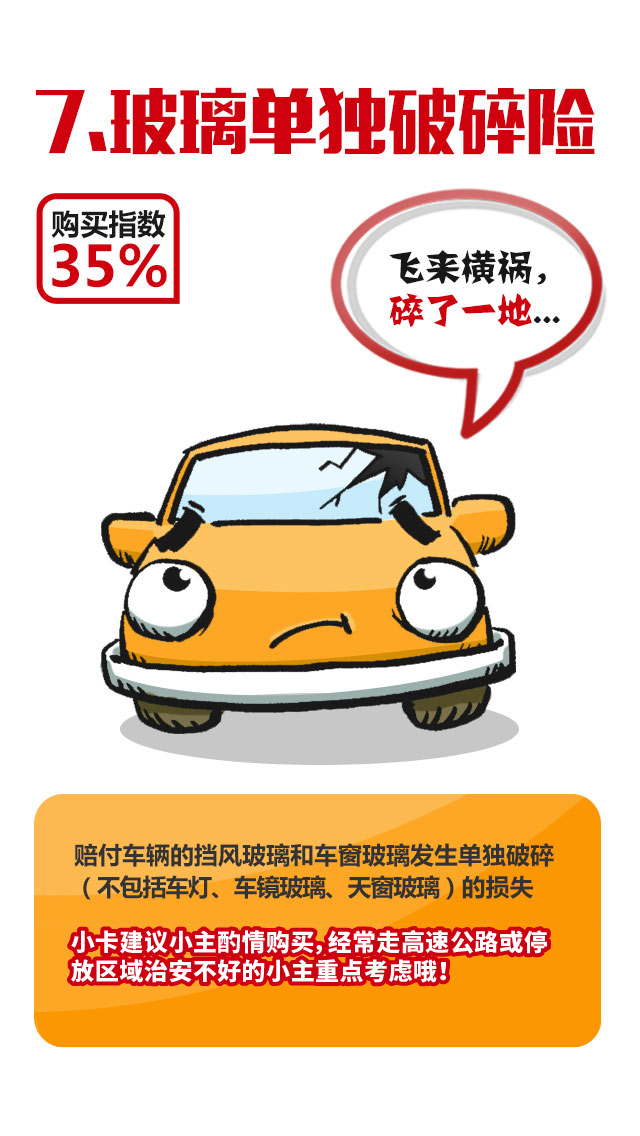 7、玻璃单独破碎险
购买指数
35%
飞来横祸，
碎了一地...
赔付车辆的挡风玻璃和车窗玻璃发生单独破碎
（不包括车灯、车镜玻璃、天窗玻璃）的损失
小卡建议小主酌情购买，经常走高速公路或停
放区域治安不好的小主重点考虑哦！